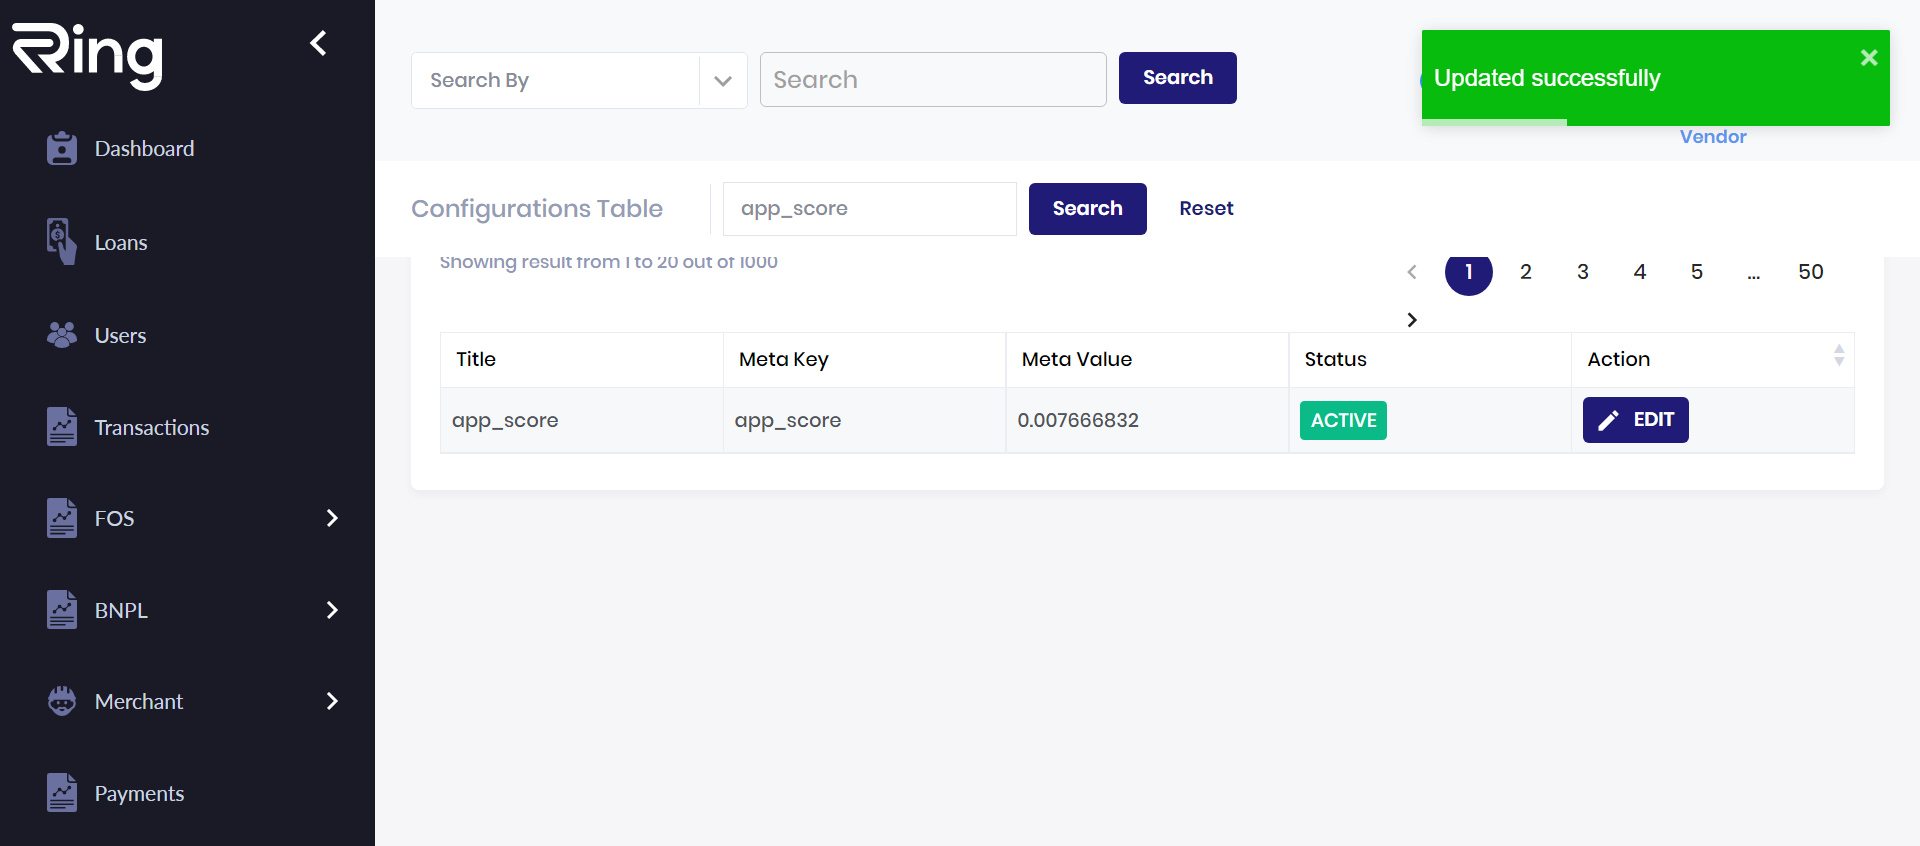 Ring
Dashboard
Loans
Users
Transactions
FOS
BNPL
Merchant
Payments
Search By
Search
Search
Updated successfully
Vendor
Configurations Table
app_score
Search
Reset
Showing result from 1 to 20 out of 1000
1 2 3 4 5 ... 50
Title Meta Key Meta Value Status Action
app_score app_score 0.007666832 ACTIVE EDIT